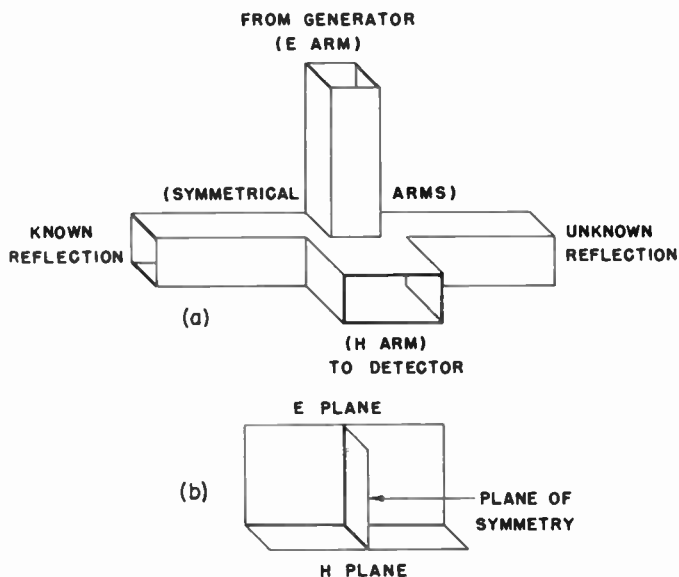 FROM GENERATOR
(E ARM)
(SYMMETRICAL ARMS)
KNOWN
REFLECTION
UNKNOWN
REFLECTION
(a)
(H ARM)
TO DETECTOR
E PLANE
(b)
PLANE OF
SYMMETRY
H PLANE